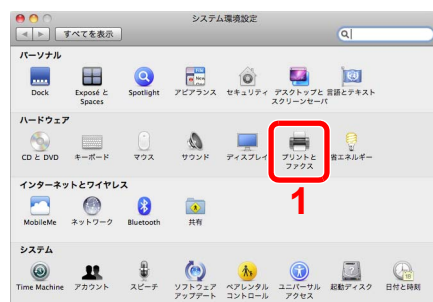 システム環境設定
すべてを表示
パーソナル
Dock
Exposé と
Spaces
Spotlight
アピアランス
セキュリティ
デスクトップと
スクリーンセーバ
言語とテキスト
ハードウェア
CD と DVD
キーボード
マウス
サウンド
ディスプレイ
プリントと
ファクス
省エネルギー
1
インターネットとワイヤレス
MobileMe
ネットワーク
Bluetooth
共有
システム
Time Machine
アカウント
スピーチ
ソフトウェア
アップデート
ペアレンタル
コントロール
ユニバーサル
アクセス
起動ディスク
日付と時刻